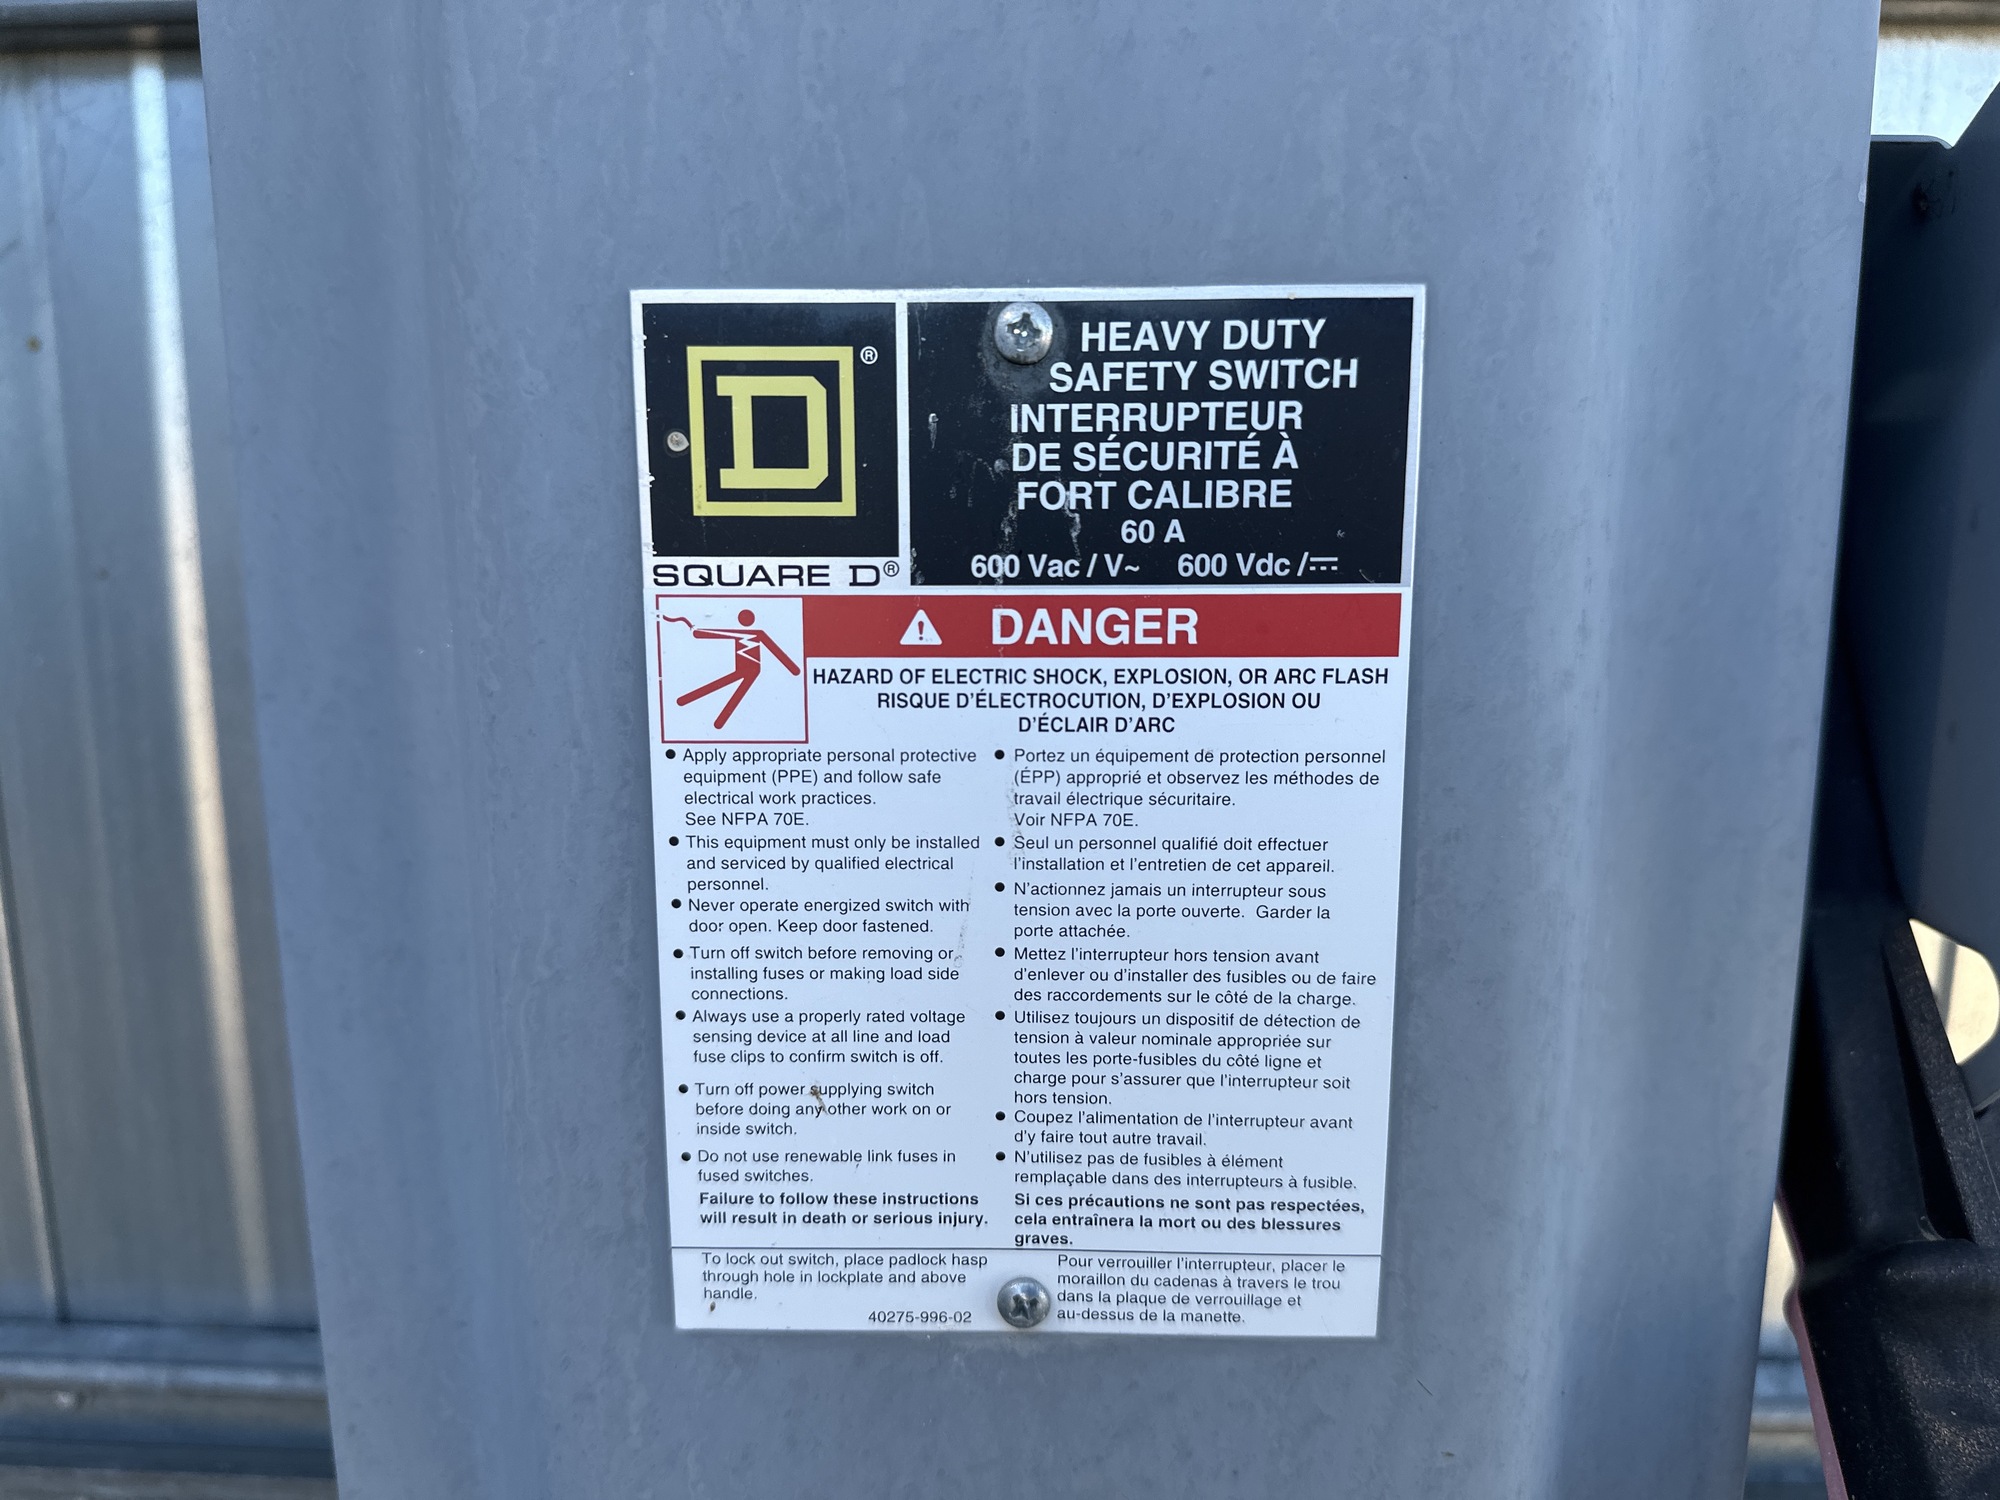 D®
SQUARE D®
HEAVY DUTY
SAFETY SWITCH
INTERRUPTEUR
DE SÉCURITÉ À
FORT CALIBRE
60 A
600 Vac / V~ 600 Vdc /⎓
DANGER
HAZARD OF ELECTRIC SHOCK, EXPLOSION, OR ARC FLASH
RISQUE D'ÉLECTROCUTION, D'EXPLOSION OU
D'ÉCLAIR D'ARC
• Apply appropriate personal protective
equipment (PPE) and follow safe
electrical work practices.
See NFPA 70E.
• This equipment must only be installed
and serviced by qualified electrical
personnel.
• Never operate energized switch with
door open. Keep door fastened.
• Turn off switch before removing or
installing fuses or making load side
connections.
• Always use a properly rated voltage
sensing device at all line and load
fuse clips to confirm switch is off.
• Turn off power supplying switch
before doing any other work on or
inside switch.
• Do not use renewable link fuses in
fused switches.
Failure to follow these instructions
will result in death or serious injury.
• Portez un équipement de protection personnel
(ÉPP) approprié et observez les méthodes de
travail électrique sécuritaire.
Voir NFPA 70E.
• Seul un personnel qualifié doit effectuer
l'installation et l'entretien de cet appareil.
• N'actionnez jamais un interrupteur sous
tension avec la porte ouverte. Garder la
porte attachée.
• Mettez l'interrupteur hors tension avant
d'enlever ou d'installer des fusibles ou de faire
des raccordements sur le côté de la charge.
• Utilisez toujours un dispositif de détection de
tension à valeur nominale appropriée sur
toutes les porte-fusibles du côté ligne et
charge pour s'assurer que l'interrupteur soit
hors tension.
• Coupez l'alimentation de l'interrupteur avant
d'y faire tout autre travail.
• N'utilisez pas de fusibles à élément
remplaçable dans des interrupteurs à fusible.
Si ces précautions ne sont pas respectées,
cela entraînera la mort ou des blessures
graves.
To lock out switch, place padlock hasp
through hole in lockplate and above
handle.
40275-996-02
Pour verrouiller l'interrupteur, placer le
moraillon du cadenas à travers le trou
dans la plaque de verrouillage et
au-dessus de la manette.